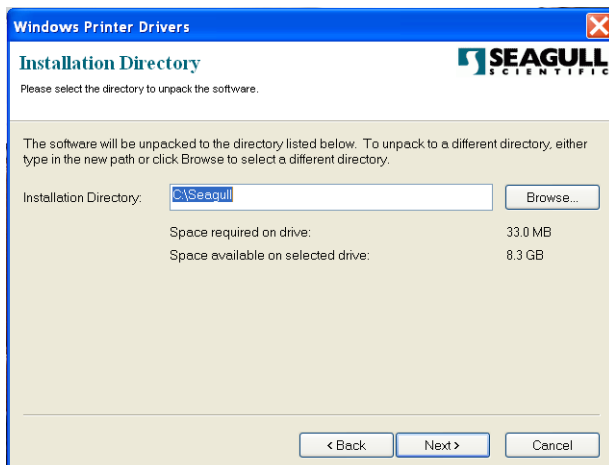 Windows Printer Drivers
Installation Directory
Please select the directory to unpack the software.
SEAGULL
SCIENTIFIC
The software will be unpacked to the directory listed below. To unpack to a different directory, either
type in the new path or click Browse to select a different directory.
Installation Directory: C:\Seagull Browse...
Space required on drive: 33.0 MB
Space available on selected drive: 8.3 GB
< Back Next > Cancel